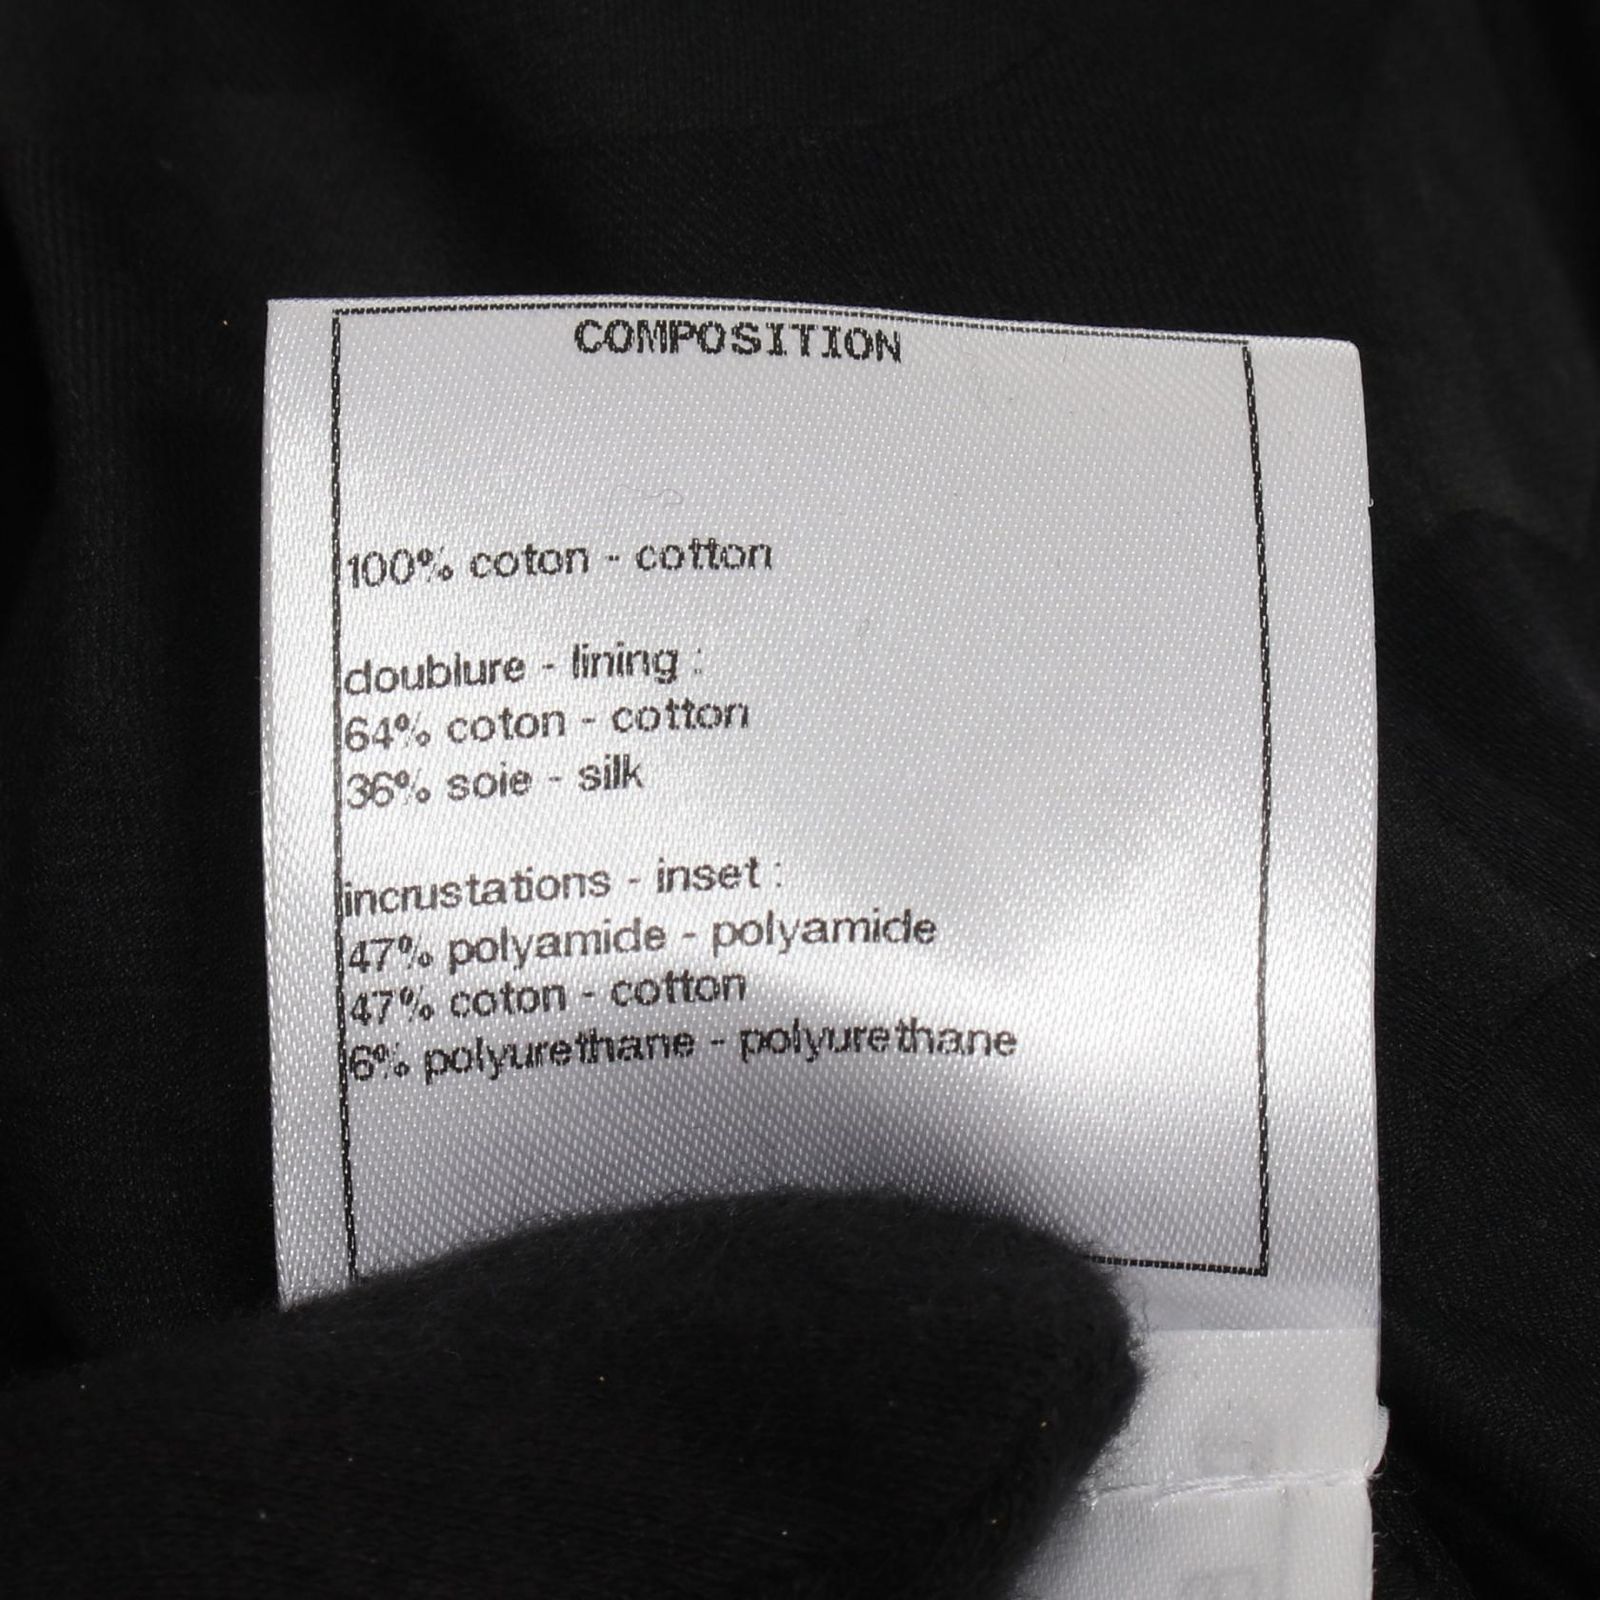 COMPOSITION
100% coton - cotton
doublure - lining :
64% coton - cotton
36% soie - silk
incrustations - inset :
47% polyamide - polyamide
47% coton - cotton
6% polyurethane - polyurethane